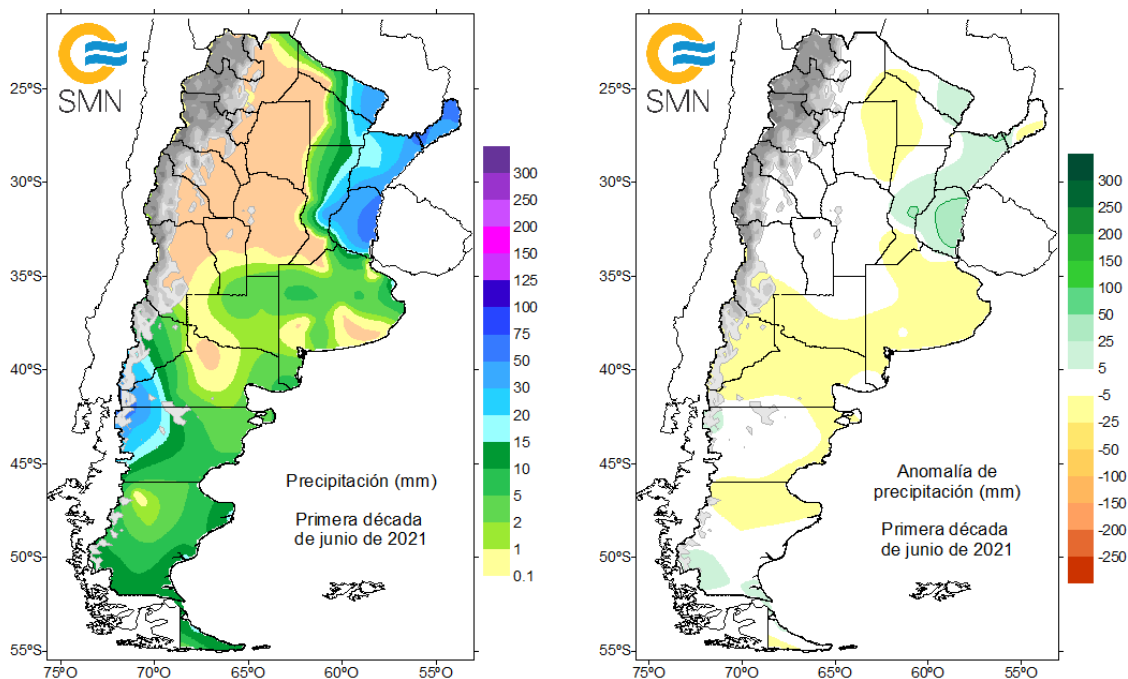 SMN
25ºS
30ºS
35ºS
40ºS
45ºS
50ºS
55ºS
75ºO
70ºO
65ºO
60ºO
55ºO
300
250
200
150
125
100
75
50
30
20
15
10
5
2
1
0.1
Precipitación (mm)
Primera década
de junio de 2021
SMN
25ºS
30ºS
35ºS
40ºS
45ºS
50ºS
55ºS
75ºO
70ºO
65ºO
60ºO
55ºO
300
250
200
150
100
50
25
5
-5
-25
-50
-100
-150
-200
-250
Anomalía de
precipitación (mm)
Primera década
de junio de 2021